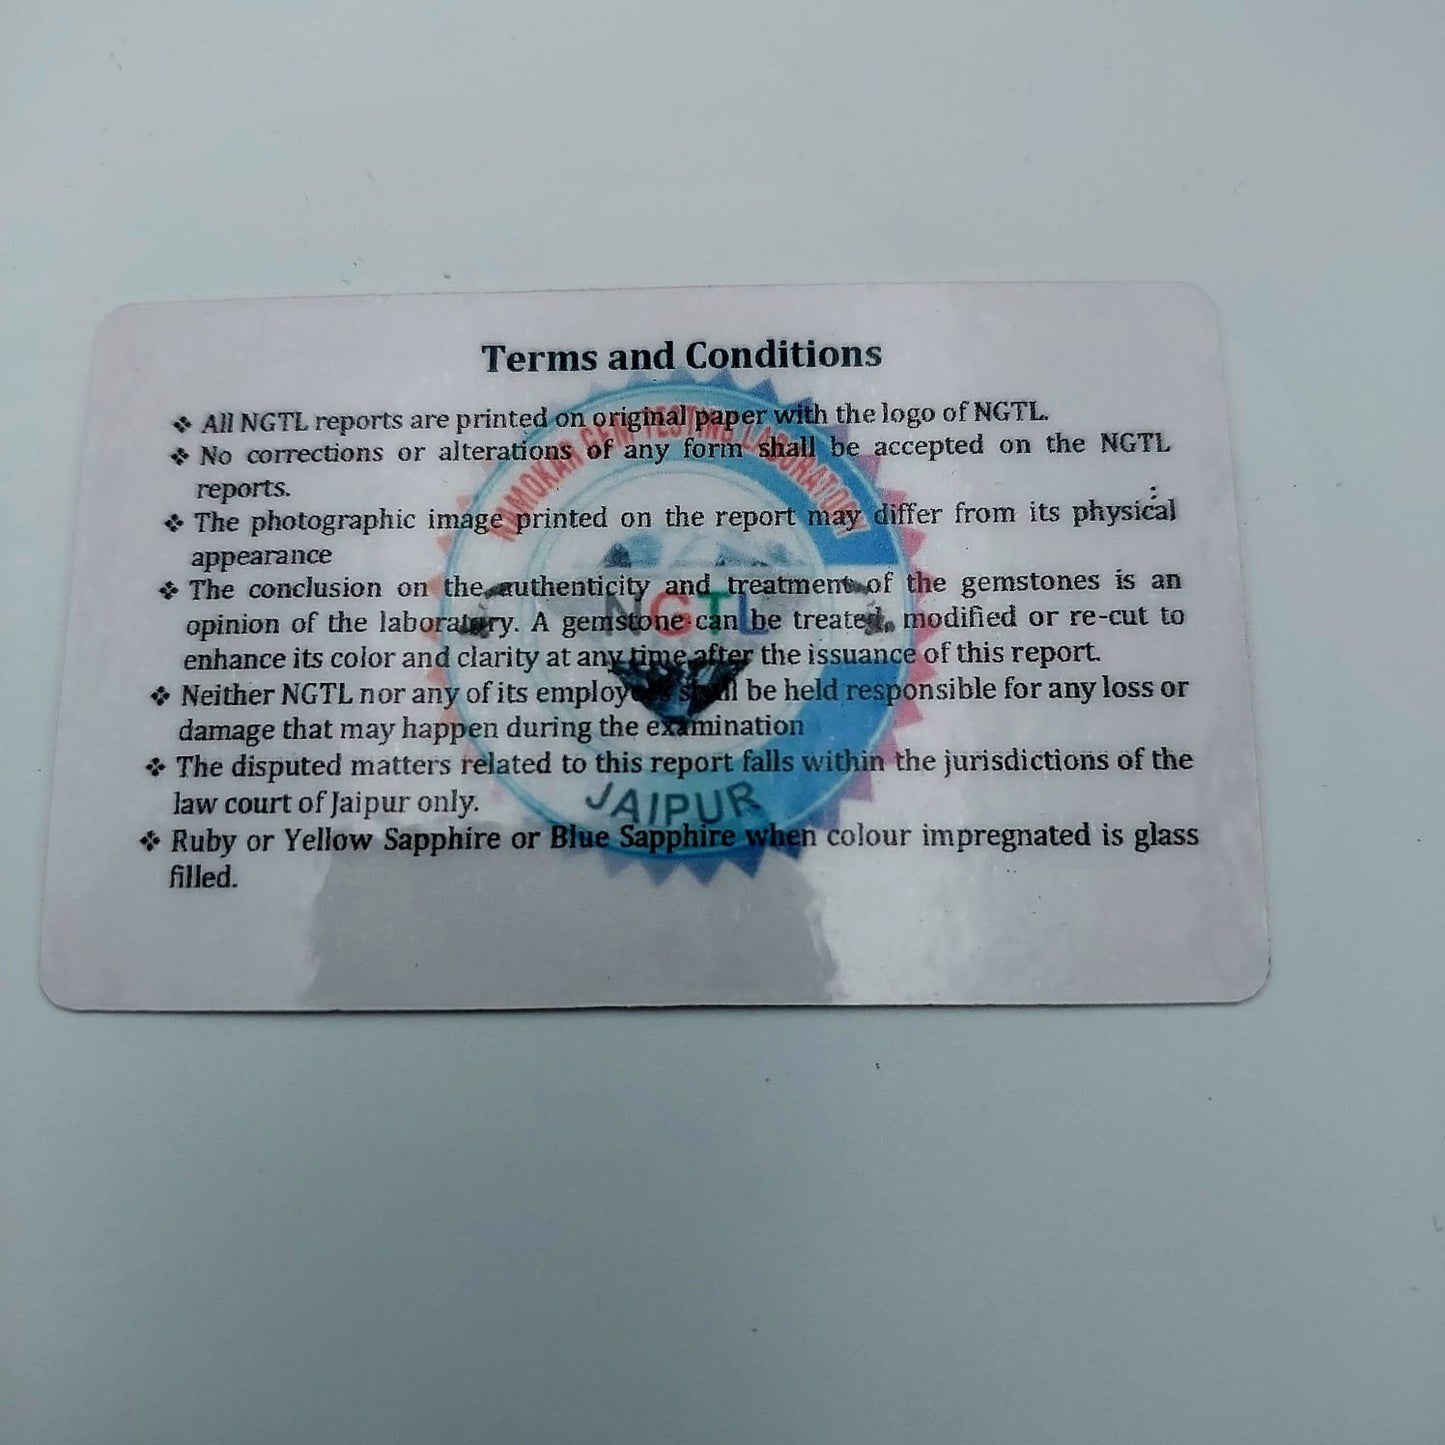 Terms and Conditions
❖ All NGTL reports are printed on original paper with the logo of NGTL.
❖ No corrections or alterations of any form shall be accepted on the NGTL
reports.
❖ The photographic image printed on the report may differ from its physical
appearance
❖ The conclusion on the authenticity and treatment of the gemstones is an
opinion of the laboratory. A gemstone can be treated, modified or re-cut to
enhance its color and clarity at any time after the issuance of this report.
❖ Neither NGTL nor any of its employees shall be held responsible for any loss or
damage that may happen during the examination
❖ The disputed matters related to this report falls within the jurisdictions of the
law court of Jaipur only.
❖ Ruby or Yellow Sapphire or Blue Sapphire when colour impregnated is glass
filled.
NAMOKAR GEM TESTING LABORATORY
NGTL
JAIPUR